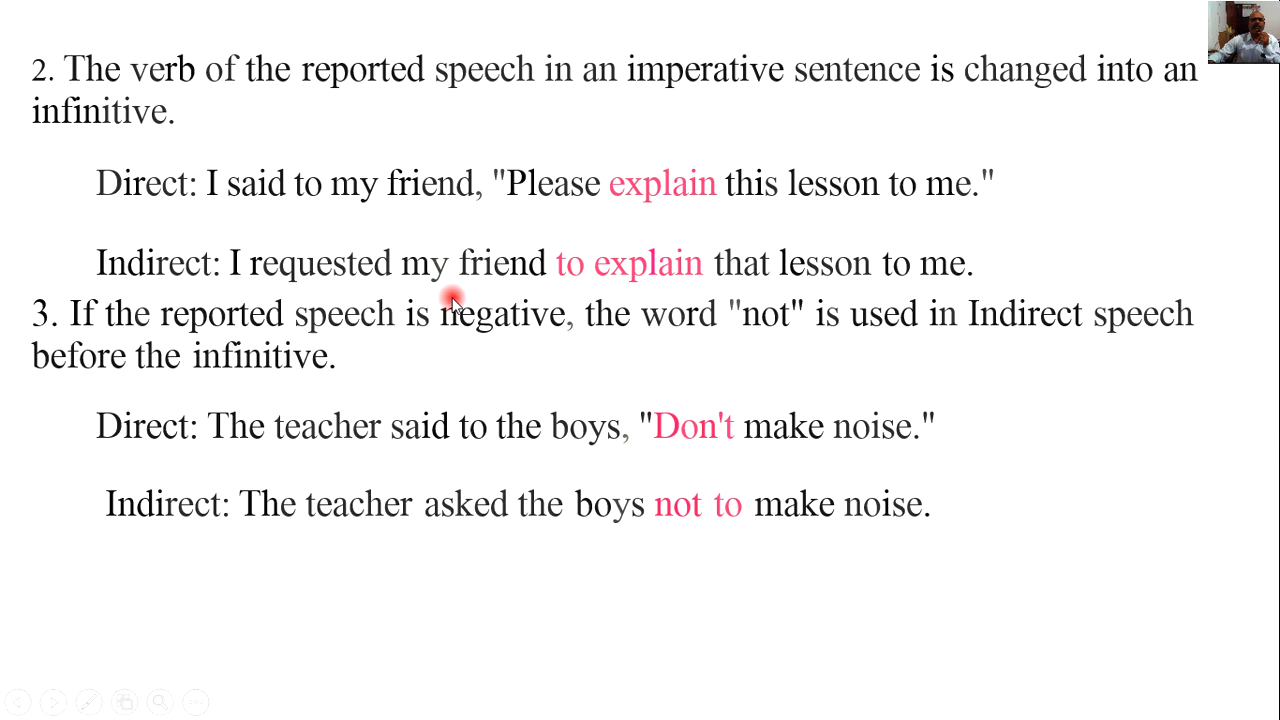 2. The verb of the reported speech in an imperative sentence is changed into an
infinitive.
Direct: I said to my friend, "Please explain this lesson to me."
Indirect: I requested my friend to explain that lesson to me.
3. If the reported speech is negative, the word "not" is used in Indirect speech
before the infinitive.
Direct: The teacher said to the boys, "Don't make noise."
Indirect: The teacher asked the boys not to make noise.